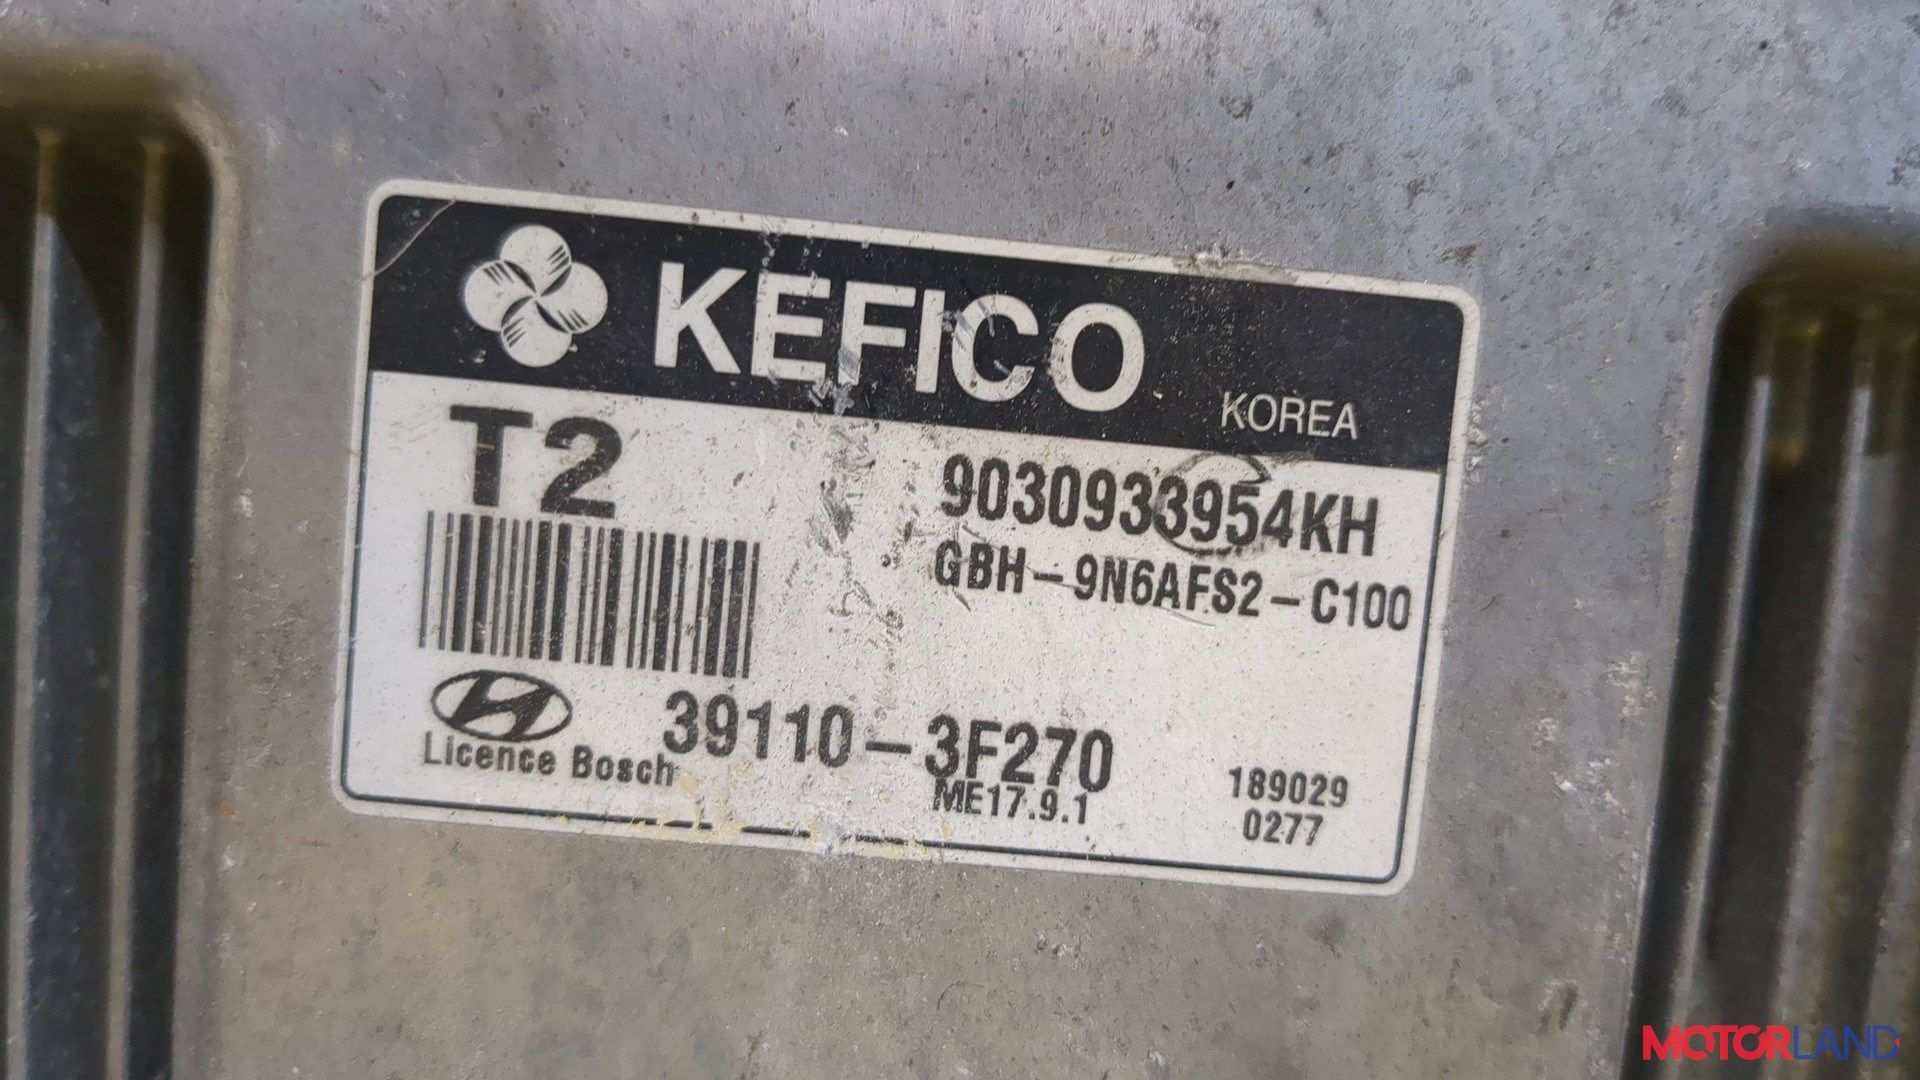 KEFICO
KOREA
T2
9030933954KH
GBH-9N6AFS2-C100
39110-3F270
Licence Bosch
ME17.9.1
189029
0277
MOTORLAND